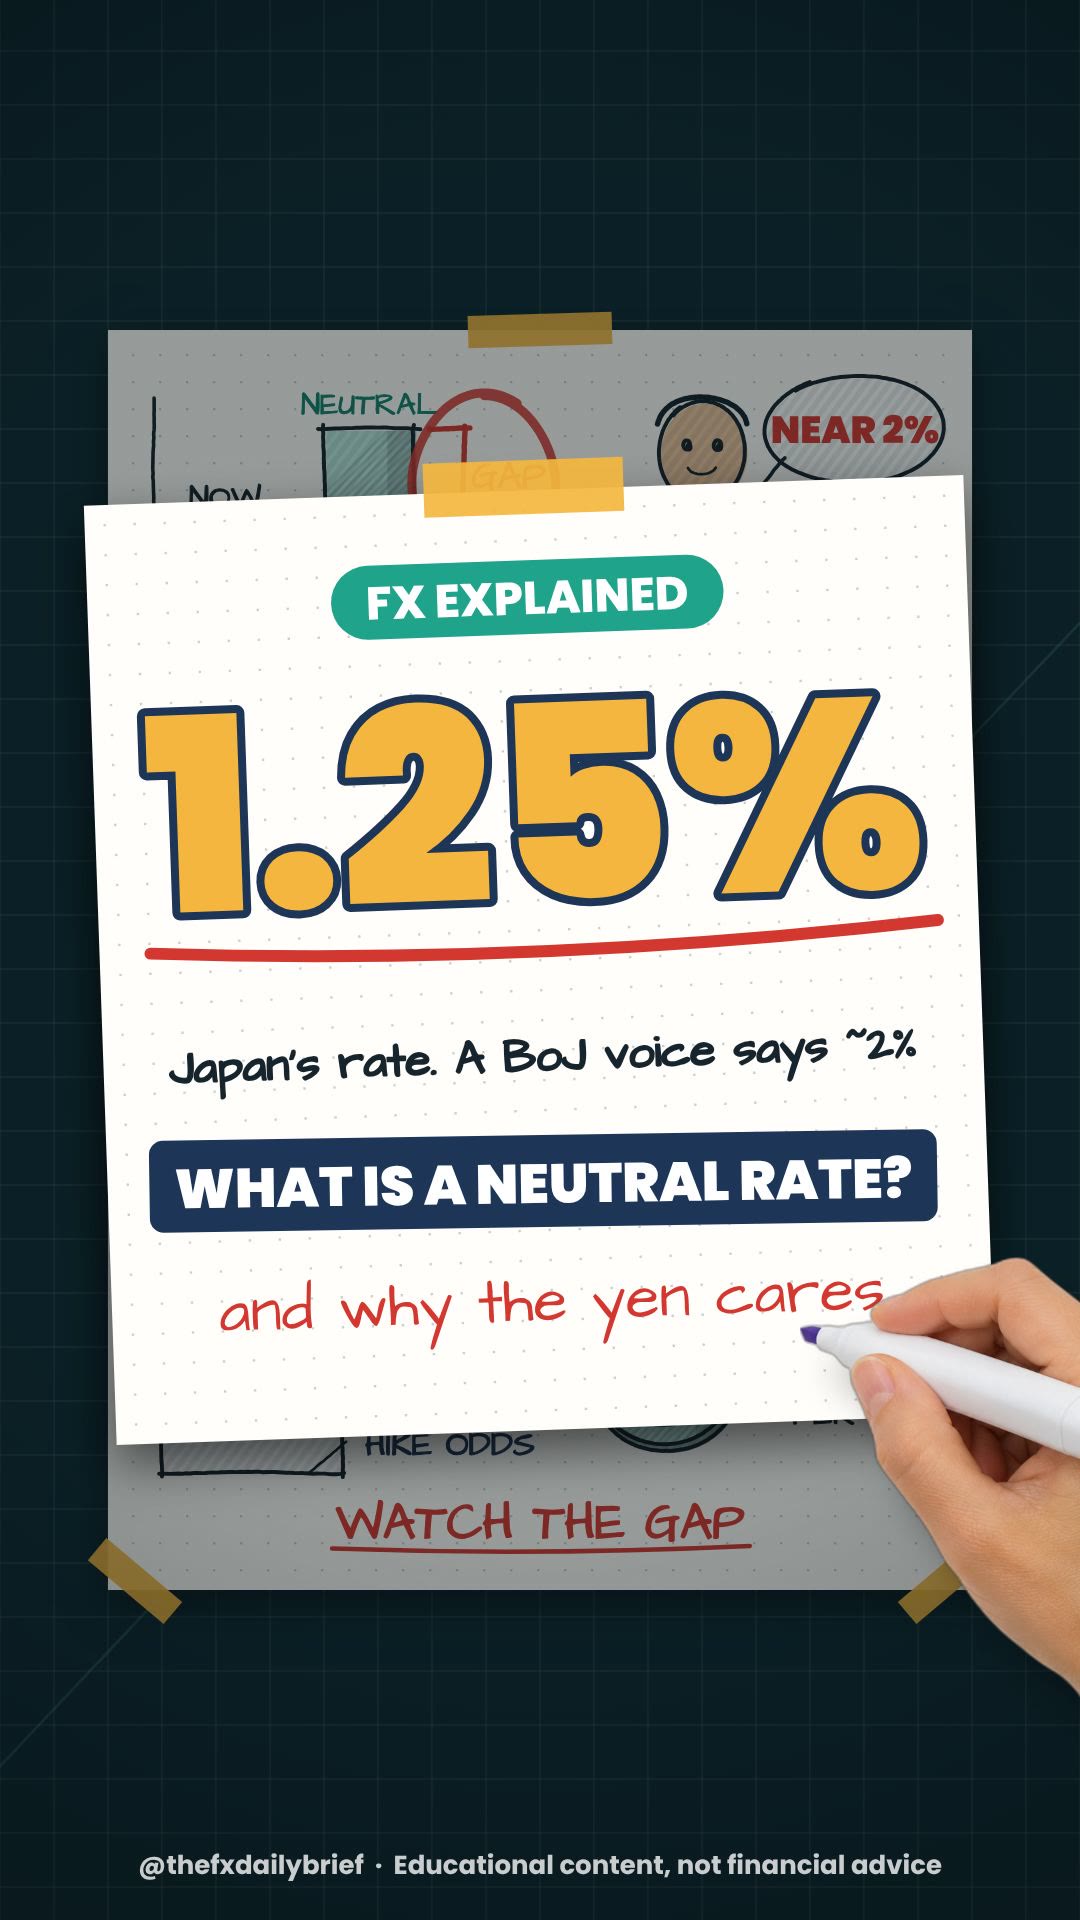 NEUTRAL
NEAR 2%
GAP
NOW
FX EXPLAINED
1.25%
Japan's rate. A BoJ voice says ~2%
WHAT IS A NEUTRAL RATE?
and why the yen cares
HIKE ODDS
WATCH THE GAP
@thefxdailybrief · Educational content, not financial advice